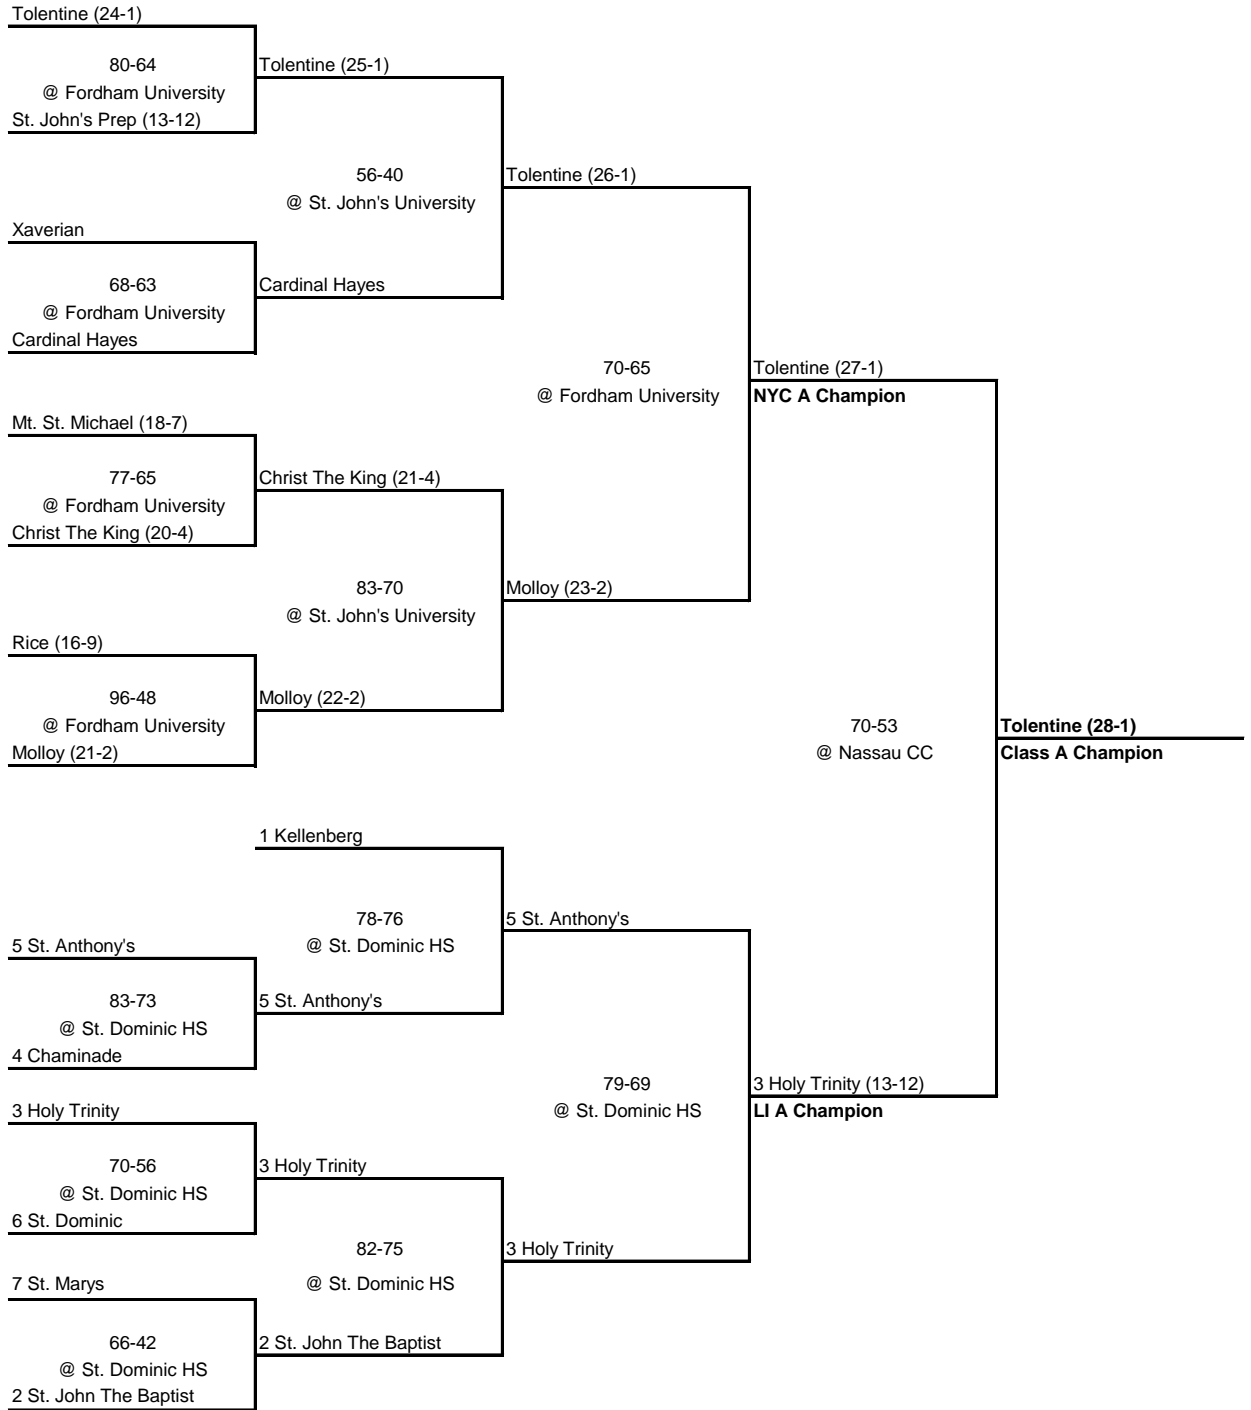 Tolentine (24-1)
80-64
@ Fordham University
St. John's Prep (13-12)
Tolentine (25-1)
56-40
@ St. John's University
Tolentine (26-1)
Xaverian
68-63
@ Fordham University
Cardinal Hayes
Cardinal Hayes
70-65
@ Fordham University
Tolentine (27-1)
NYC A Champion
Mt. St. Michael (18-7)
77-65
@ Fordham University
Christ The King (20-4)
Christ The King (21-4)
83-70
@ St. John's University
Molloy (23-2)
Rice (16-9)
96-48
@ Fordham University
Molloy (21-2)
Molloy (22-2)
70-53
@ Nassau CC
Tolentine (28-1)
Class A Champion
1 Kellenberg
78-76
@ St. Dominic HS
5 St. Anthony's
5 St. Anthony's
83-73
@ St. Dominic HS
4 Chaminade
5 St. Anthony's
79-69
@ St. Dominic HS
3 Holy Trinity (13-12)
LI A Champion
3 Holy Trinity
70-56
@ St. Dominic HS
6 St. Dominic
3 Holy Trinity
82-75
@ St. Dominic HS
3 Holy Trinity
7 St. Marys
66-42
@ St. Dominic HS
2 St. John The Baptist
2 St. John The Baptist